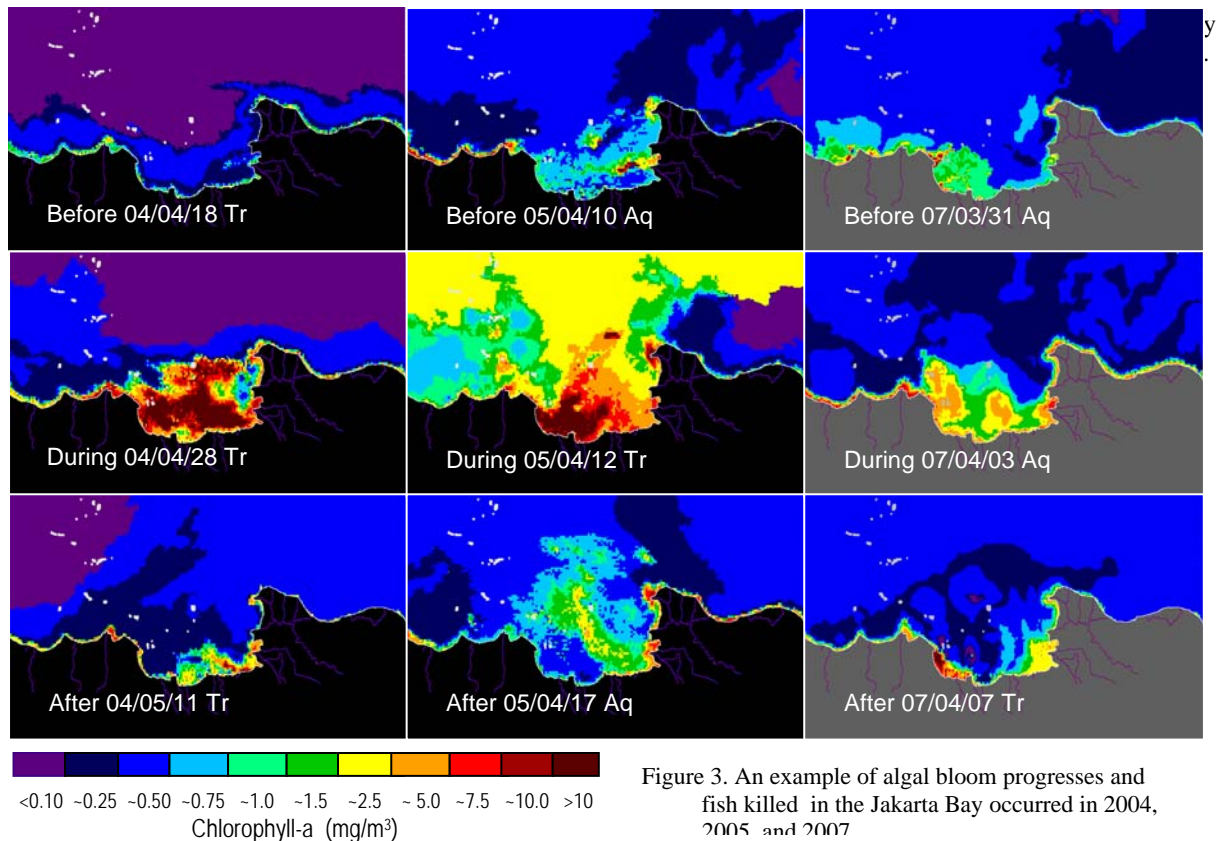 y
.
Before 04/04/18 Tr
Before 05/04/10 Aq
Before 07/03/31 Aq
During 04/04/28 Tr
During 05/04/12 Tr
During 07/04/03 Aq
After 04/05/11 Tr
After 05/04/17 Aq
After 07/04/07 Tr
<0.10 ~0.25 ~0.50 ~0.75 ~1.0 ~1.5 ~2.5 ~ 5.0 ~7.5 ~10.0 >10
Chlorophyll-a (mg/m³)
Figure 3. An example of algal bloom progresses and
fish killed in the Jakarta Bay occurred in 2004,
2005, and 2007